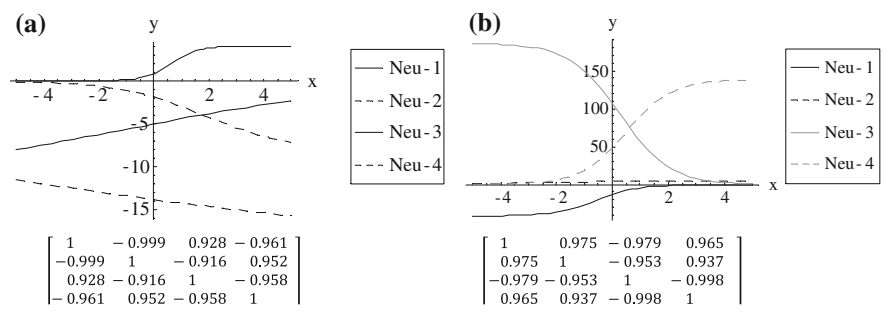 (a)
y
x
- 4
- 2
2
4
-5
-10
-15
Neu- 1
Neu- 2
Neu- 3
Neu- 4
1 − 0.999 0.928 − 0.961
−0.999 1 − 0.916 0.952
0.928 − 0.916 1 − 0.958
− 0.961 0.952 − 0.958 1
(b)
y
150
100
50
x
-4
- 2
2
4
Neu- 1
Neu- 2
Neu- 3
Neu- 4
1 0.975 − 0.979 0.965
0.975 1 − 0.953 0.937
−0.979 − 0.953 1 − 0.998
0.965 0.937 − 0.998 1